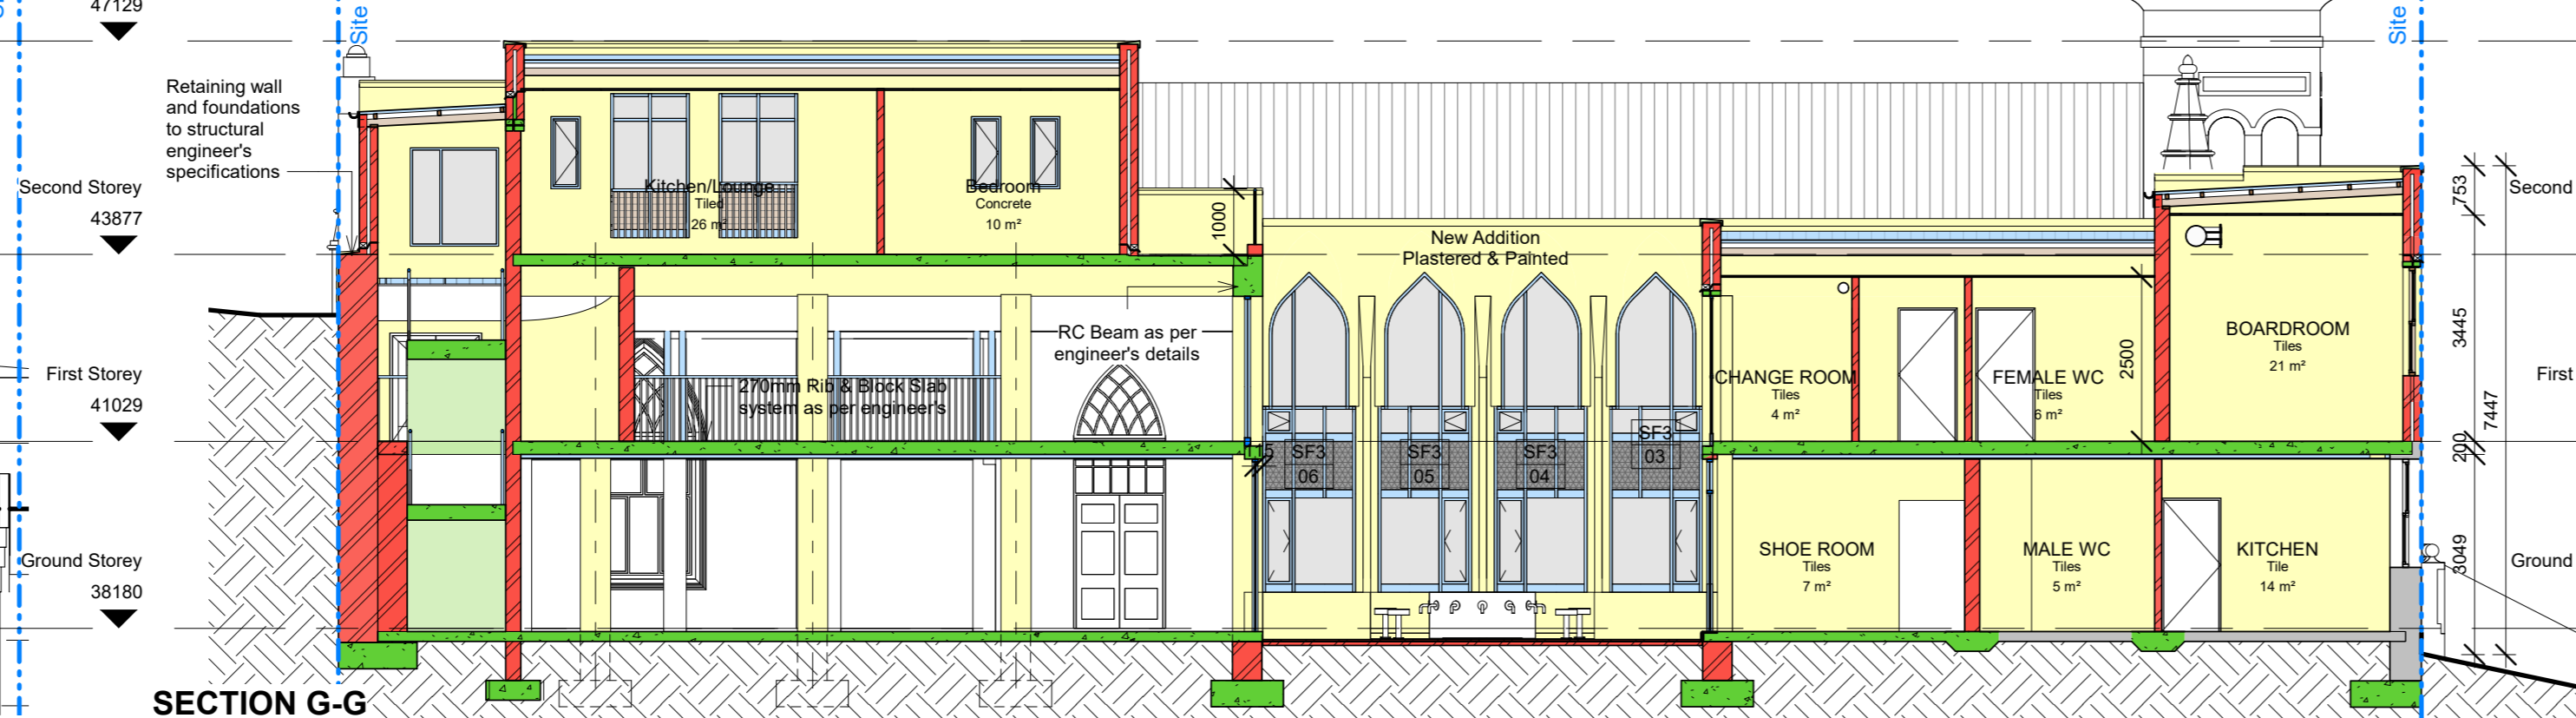 47129
Site
Site
Retaining wall
and foundations
to structural
engineer's
specifications
Second Storey
43877
Kitchen/Lounge
Tiled
26 m²
Bedroom
Concrete
10 m²
1000
New Addition
Plastered & Painted
753
Second
RC Beam as per
engineer's details
270mm Rib & Block Slab
system as per engineer's
First Storey
41029
CHANGE ROOM
Tiles
4 m²
FEMALE WC
Tiles
6 m²
2500
BOARDROOM
Tiles
21 m²
3445
First
7447
200
SF3
06
SF3
05
SF3
04
SF3
03
Ground Storey
38180
SHOE ROOM
Tiles
7 m²
MALE WC
Tiles
5 m²
KITCHEN
Tile
14 m²
3049
Ground
SECTION G-G